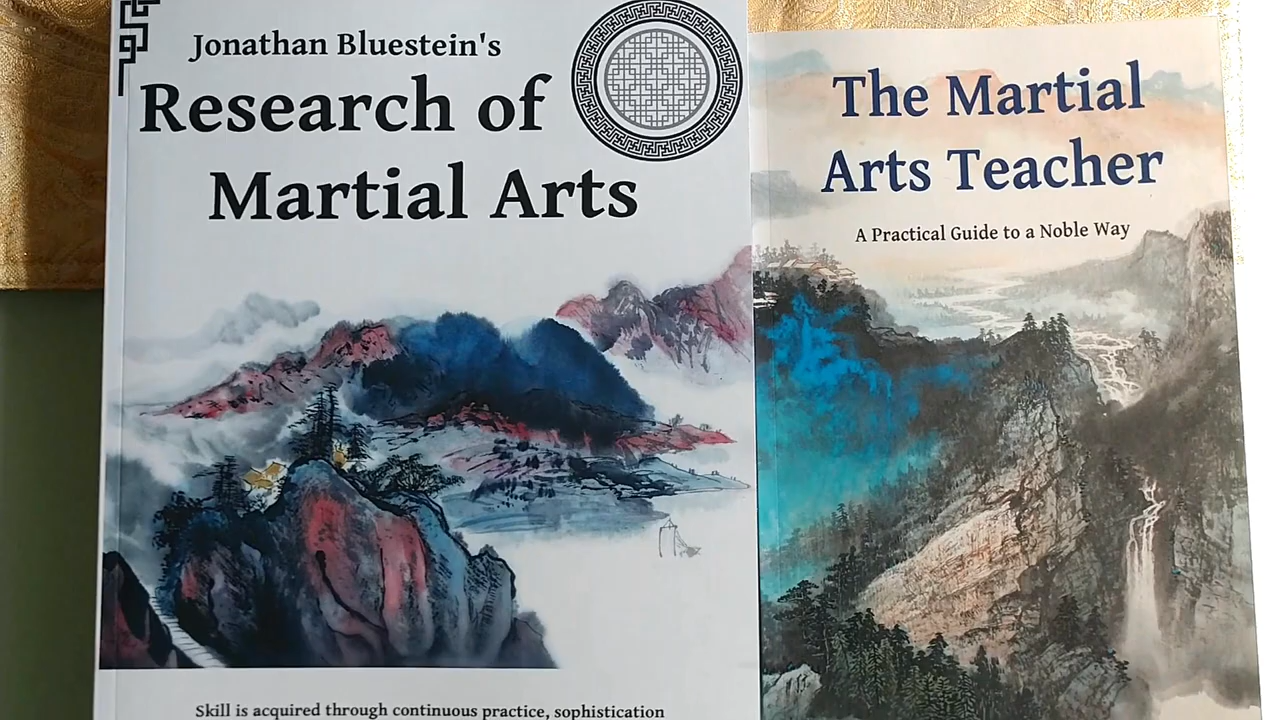 Jonathan Bluestein's
Research of
Martial Arts
Skill is acquired through continuous practice, sophistication
The Martial
Arts Teacher
A Practical Guide to a Noble Way